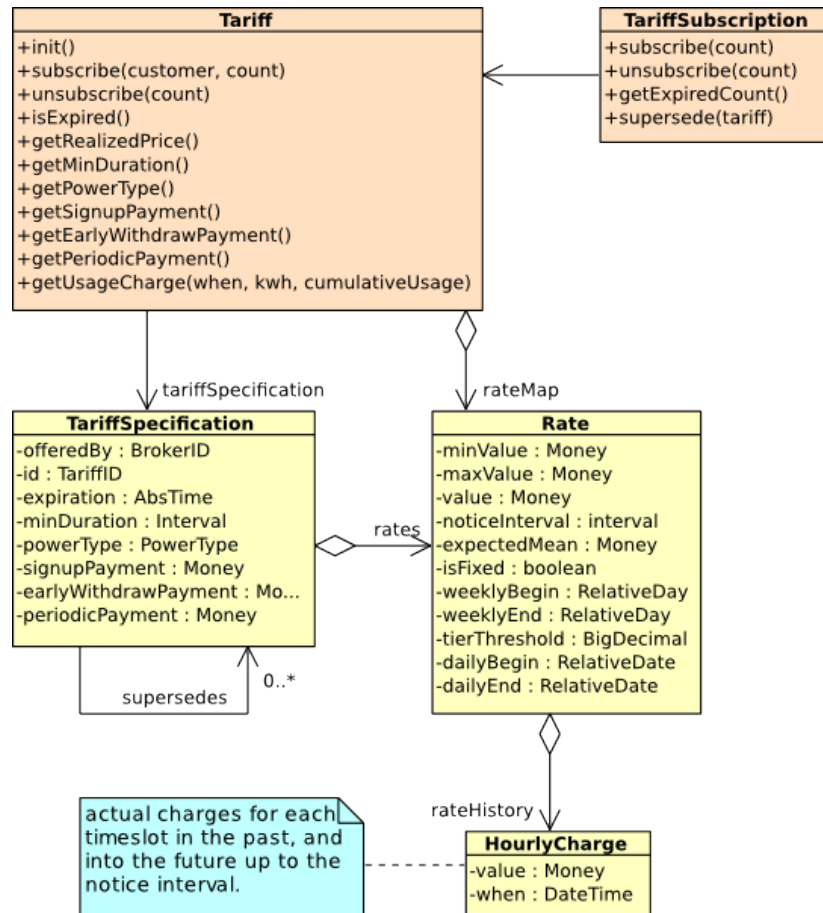 Tariff
+init()
+subscribe(customer, count)
+unsubscribe(count)
+isExpired()
+getRealizedPrice()
+getMinDuration()
+getPowerType()
+getSignupPayment()
+getEarlyWithdrawPayment()
+getPeriodicPayment()
+getUsageCharge(when, kwh, cumulativeUsage)
TariffSubscription
+subscribe(count)
+unsubscribe(count)
+getExpiredCount()
+supersede(tariff)
tariffSpecification
rateMap
TariffSpecification
-offeredBy : BrokerID
-id : TariffID
-expiration : AbsTime
-minDuration : Interval
-powerType : PowerType
-signupPayment : Money
-earlyWithdrawPayment : Mo...
-periodicPayment : Money
rates
supersedes
0..*
Rate
-minValue : Money
-maxValue : Money
-value : Money
-noticeInterval : interval
-expectedMean : Money
-isFixed : boolean
-weeklyBegin : RelativeDay
-weeklyEnd : RelativeDay
-tierThreshold : BigDecimal
-dailyBegin : RelativeDate
-dailyEnd : RelativeDate
rateHistory
actual charges for each
timeslot in the past, and
into the future up to the
notice interval.
HourlyCharge
-value : Money
-when : DateTime